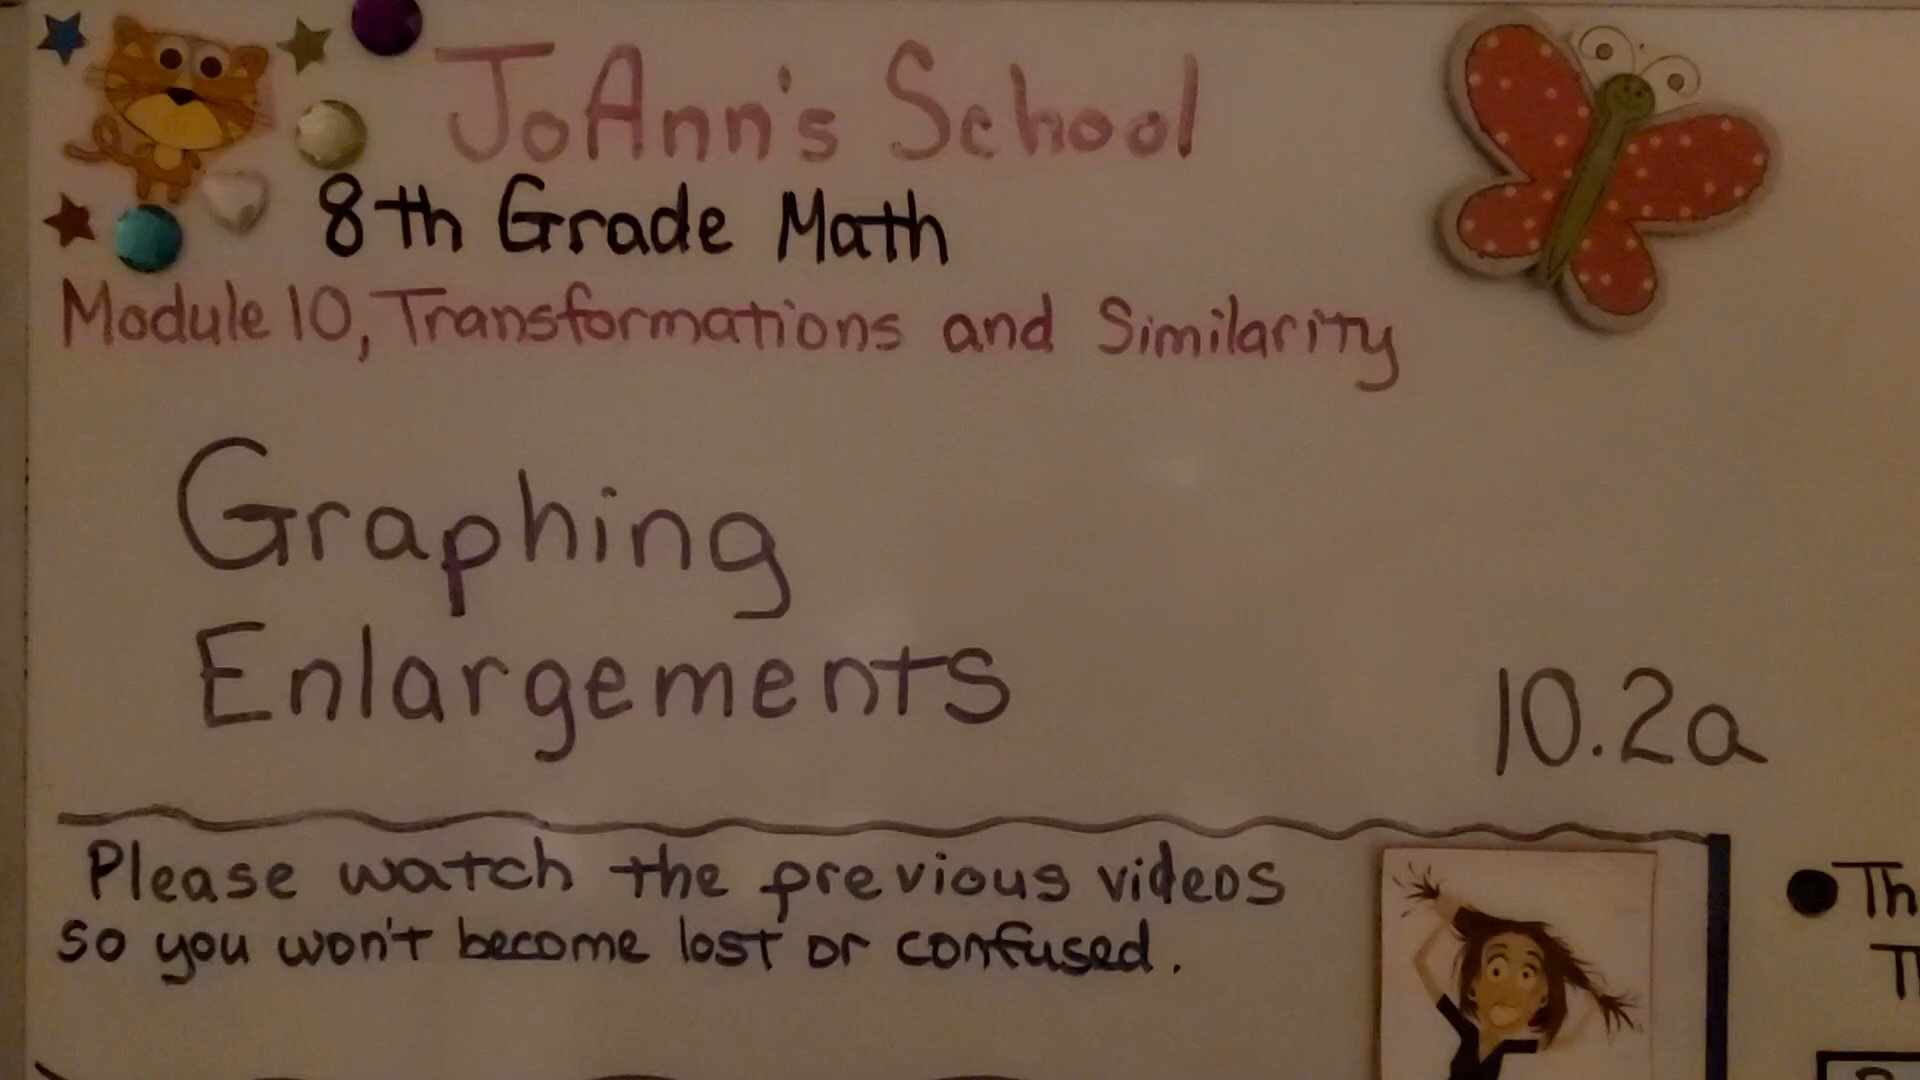 JoAnn's School
8th Grade Math
Module 10, Transformations and Similarity
Graphing
Enlargements
10.2a
Please watch the previous videos
so you won't become lost or confused.